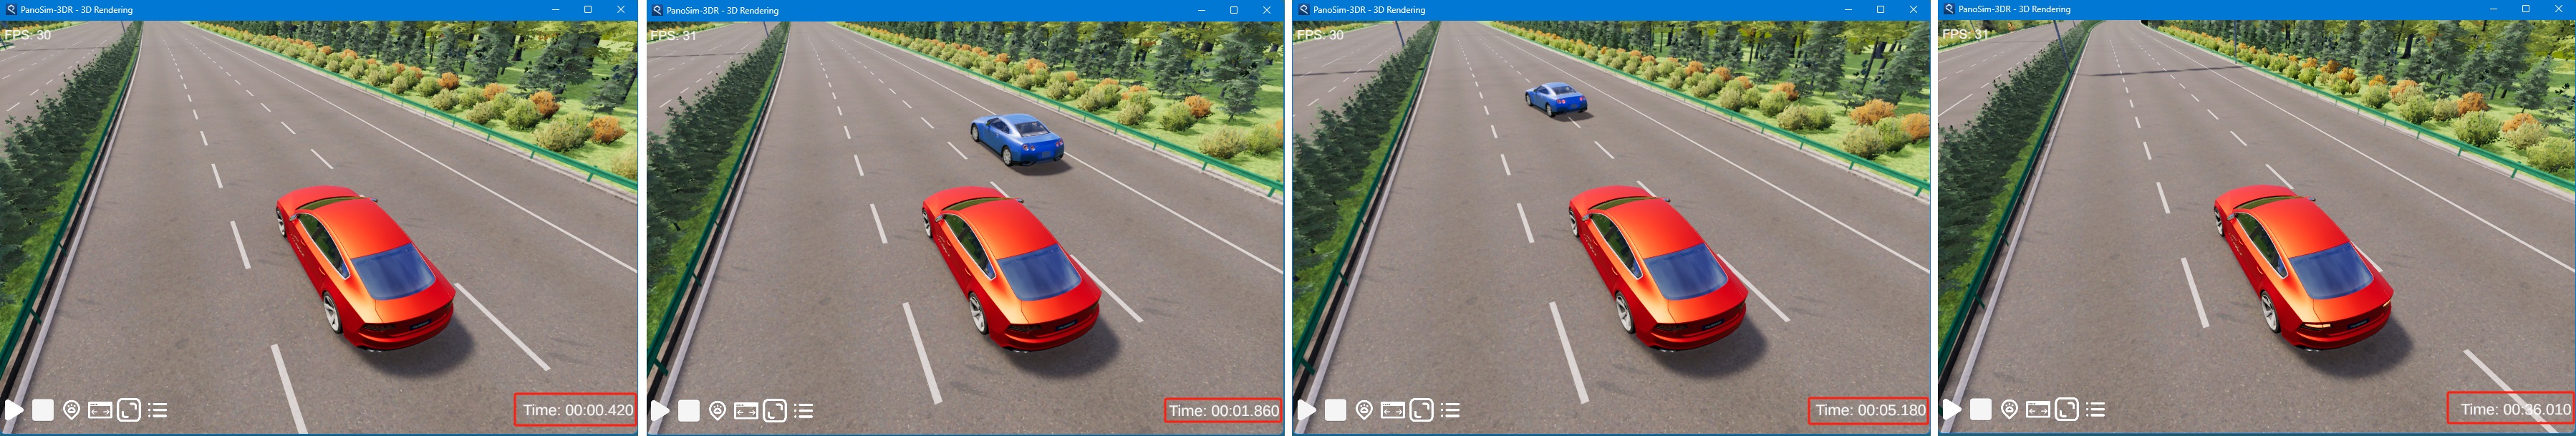 PanoSim-3DR - 3D Rendering
FPS: 30
Time: 00:00.420
PanoSim-3DR - 3D Rendering
FPS: 31
Time: 00:01.860
PanoSim-3DR - 3D Rendering
FPS: 30
Time: 00:05.180
PanoSim-3DR - 3D Rendering
FPS: 31
Time: 00:36.010